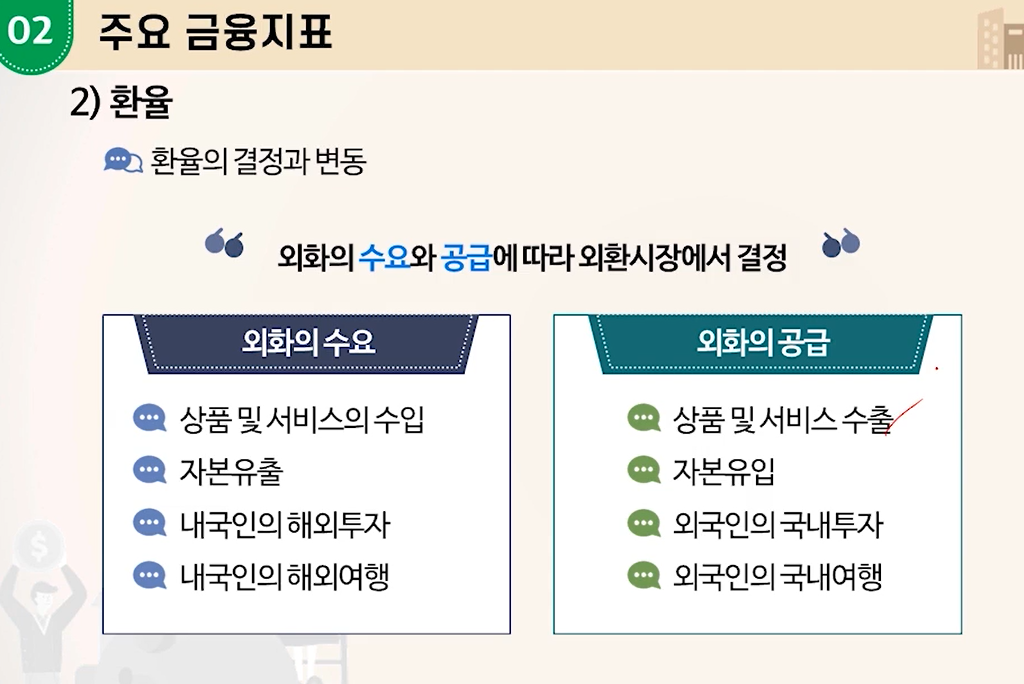 02
주요 금융지표
2) 환율
환율의 결정과 변동
외화의 수요와 공급에 따라 외환시장에서 결정
외화의 수요
상품 및 서비스의 수입
자본유출
내국인의 해외투자
내국인의 해외여행
외화의 공급
상품 및 서비스 수출
자본유입
외국인의 국내투자
외국인의 국내여행
$